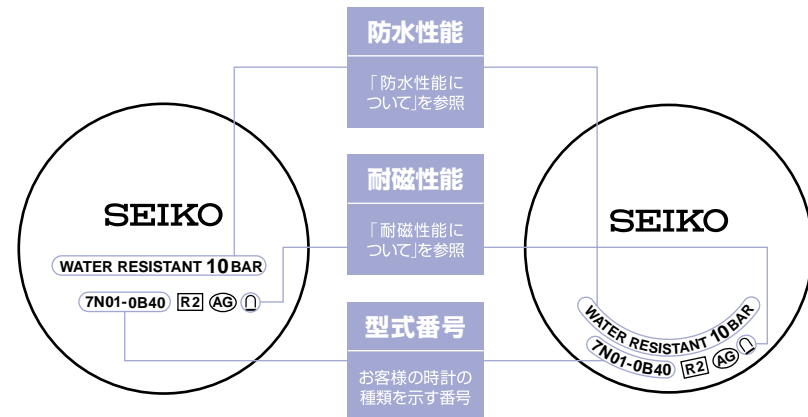 防水性能
「防水性能に
ついて」を参照
耐磁性能
「耐磁性能に
ついて」を参照
型式番号
お客様の時計の
種類を示す番号
SEIKO
WATER RESISTANT 10 BAR
7N01-0B40 R2 AG
SEIKO
WATER RESISTANT 10 BAR
7N01-0B40 R2 AG